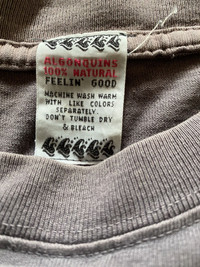 ALGONQUINS
100% NATURAL
FEELIN' GOOD
MACHINE WASH WARM
WITH LIKE COLORS
SEPARATELY.
DON'T TUMBLE DRY
& BLEACH